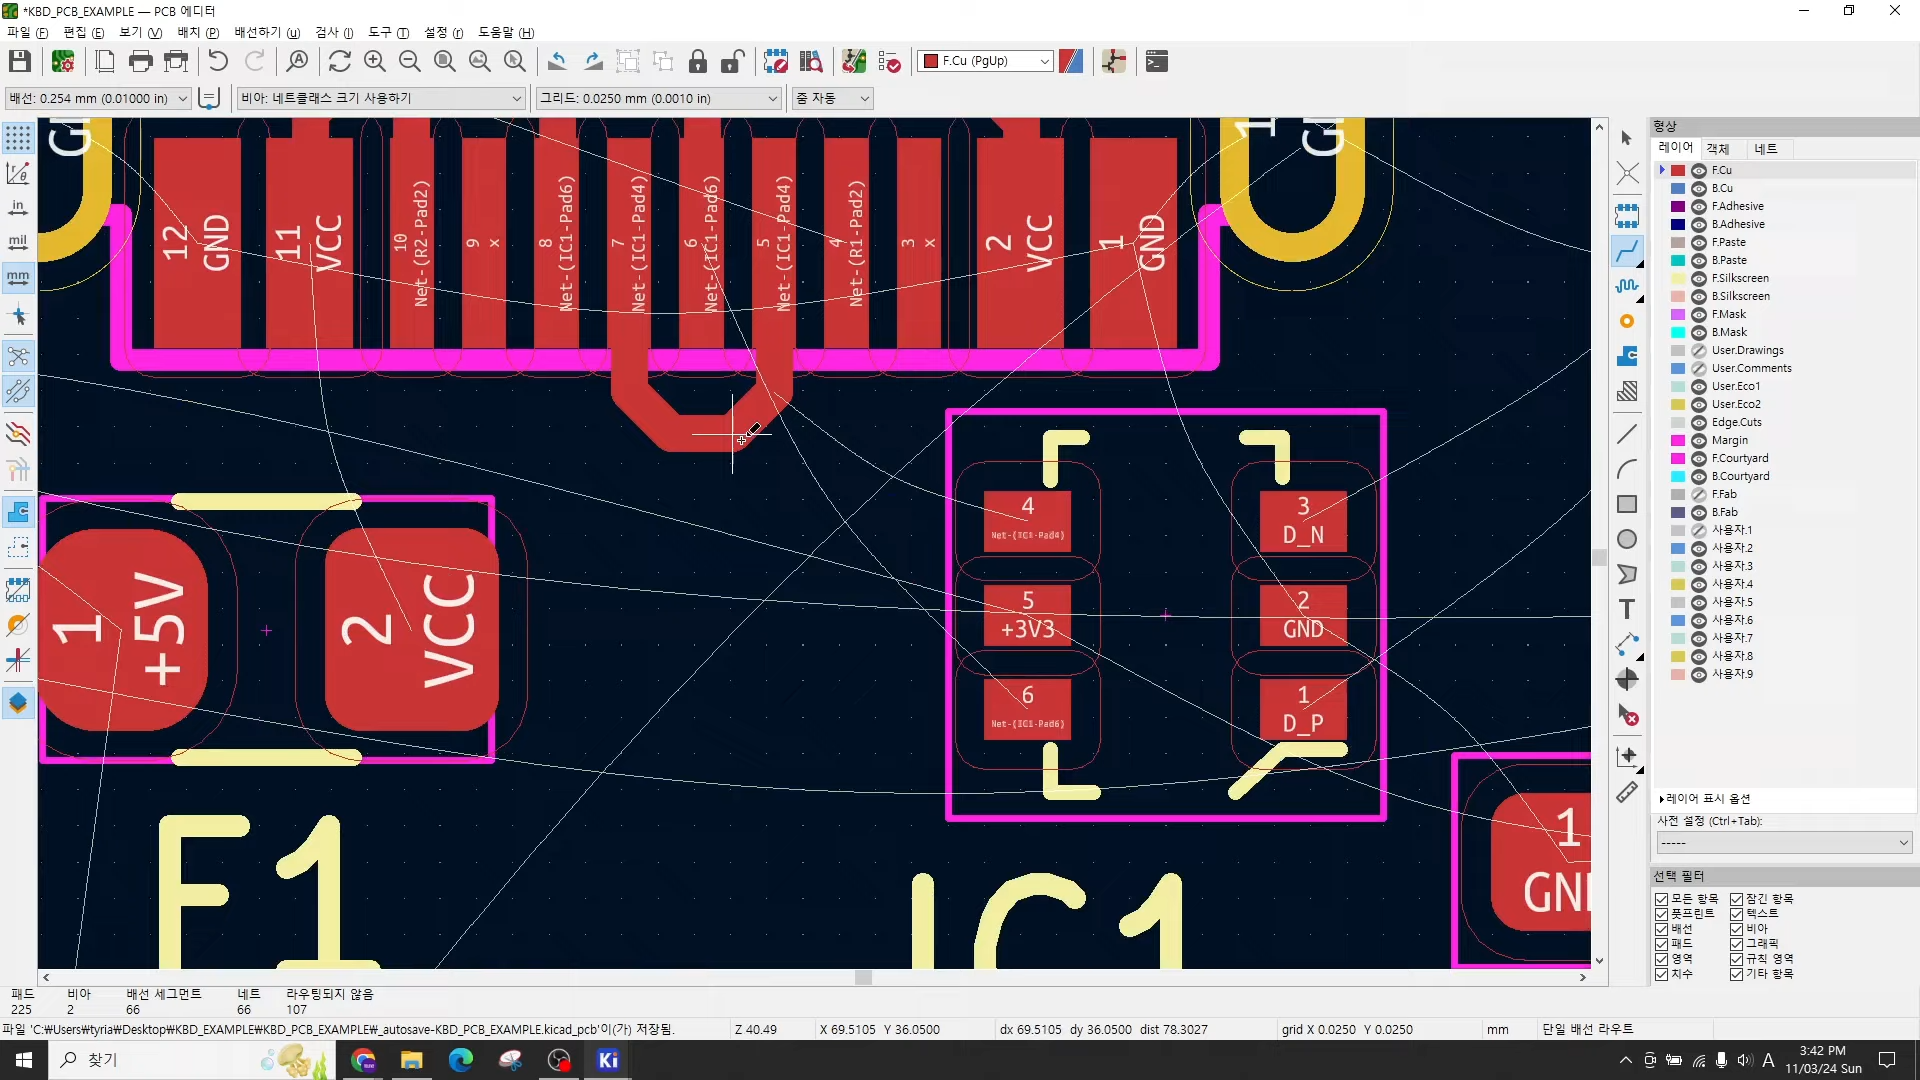 *KBD_PCB_EXAMPLE — PCB 에디터
파일 (F) 편집 (E) 보기 (V) 배치 (P) 배선하기 (u) 검사 (I) 도구 (T) 설정 (r) 도움말 (H)
F.Cu (PgUp)
배선: 0.254 mm (0.01000 in)
비아: 네트클래스 크기 사용하기
그리드: 0.0250 mm (0.0010 in)
줌 자동
in
mil
mm
12
GND
11
VCC
10
Net-(R2-Pad2)
9
x
8
Net-(IC1-Pad6)
7
Net-(IC1-Pad4)
6
Net-(IC1-Pad6)
5
Net-(IC1-Pad4)
4
Net-(R1-Pad2)
3
x
2
VCC
1
GND
1
+5V
2
VCC
4
Net-(IC1-Pad4)
5
+3V3
6
Net-(IC1-Pad6)
3
D_N
2
GND
1
D_P
1
F1
IC1
형상
레이어 객체 네트
F.Cu
B.Cu
F.Adhesive
B.Adhesive
F.Paste
B.Paste
F.Silkscreen
B.Silkscreen
F.Mask
B.Mask
User.Drawings
User.Comments
User.Eco1
User.Eco2
Edge.Cuts
Margin
F.Courtyard
B.Courtyard
F.Fab
B.Fab
사용자.1
사용자.2
사용자.3
사용자.4
사용자.5
사용자.6
사용자.7
사용자.8
사용자.9
레이어 표시 옵션
사전 설정 (Ctrl+Tab):
-----
선택 필터
모든 항목 잠긴 항목
풋프린트 텍스트
배선 비아
패드 그래픽
영역 규칙 영역
치수 기타 항목
패드 비아 배선 세그먼트 네트 라우팅되지 않음
225 2 66 66 107
파일 'C:₩Users₩tyria₩Desktop₩KBD_EXAMPLE₩KBD_PCB_EXAMPLE₩_autosave-KBD_PCB_EXAMPLE.kicad_pcb'이(가) 저장됨. Z 40.49 X 69.5105 Y 36.0500 dx 69.5105 dy 36.0500 dist 78.3027 grid X 0.0250 Y 0.0250 mm 단일 배선 라우트
찾기
Ki
A
3:42 PM
11/03/24 Sun